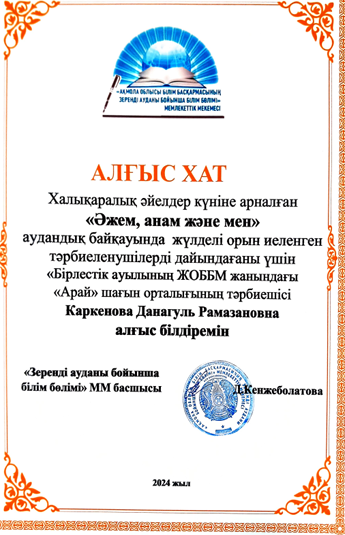 «АҚМОЛА ОБЛЫСЫ БІЛІМ БАСҚАРМАСЫНЫҢ
ЗЕРЕНДІ АУДАНЫ БОЙЫНША БІЛІМ БӨЛІМІ»
МЕМЛЕКЕТТІК МЕКЕМЕСІ
АЛҒЫС ХАТ
Халықаралық әйелдер күніне арналған
«Әжем, анам және мен»
аудандық байқауында жүлделі орын иеленген
тәрбиеленушілерді дайындағаны үшін
«Бірлестік ауылының ЖОББМ жанындағы
«Арай» шағын орталығының тәрбиешісі
Каркенова Данагуль Рамазановна
алғыс білдіремін
«Зеренді ауданы бойынша
білім бөлімі» ММ басшысы
Д.Кенжеболатова
2024 жыл